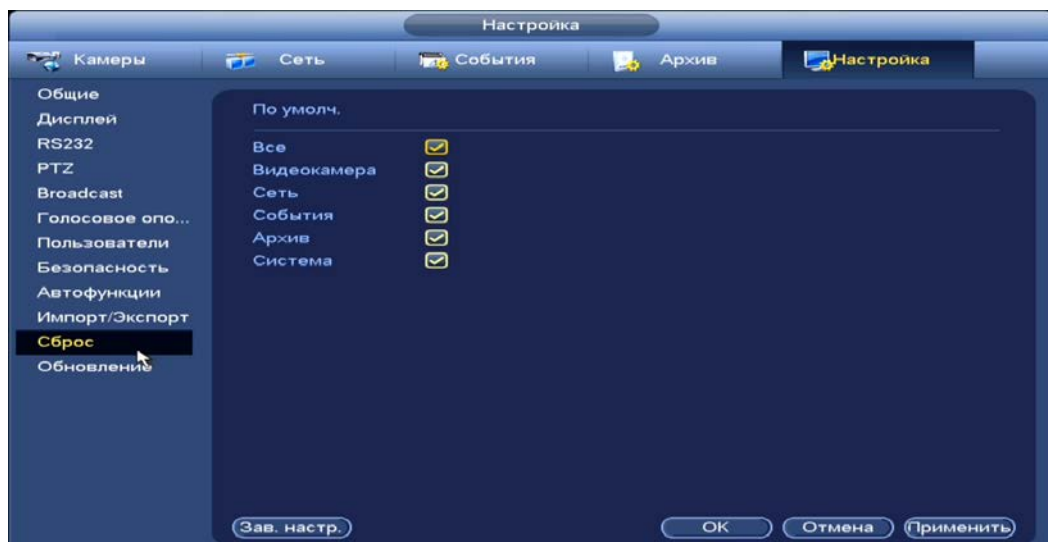 Настройка
Камеры
Сеть
События
Архив
Настройка
Общие
Дисплей
RS232
PTZ
Broadcast
Голосовое опо...
Пользователи
Безопасность
Автофункции
Импорт/Экспорт
Сброс
Обновление
По умолч.
Все
Видеокамера
Сеть
События
Архив
Система
Зав. настр.
OK
Отмена
Применить